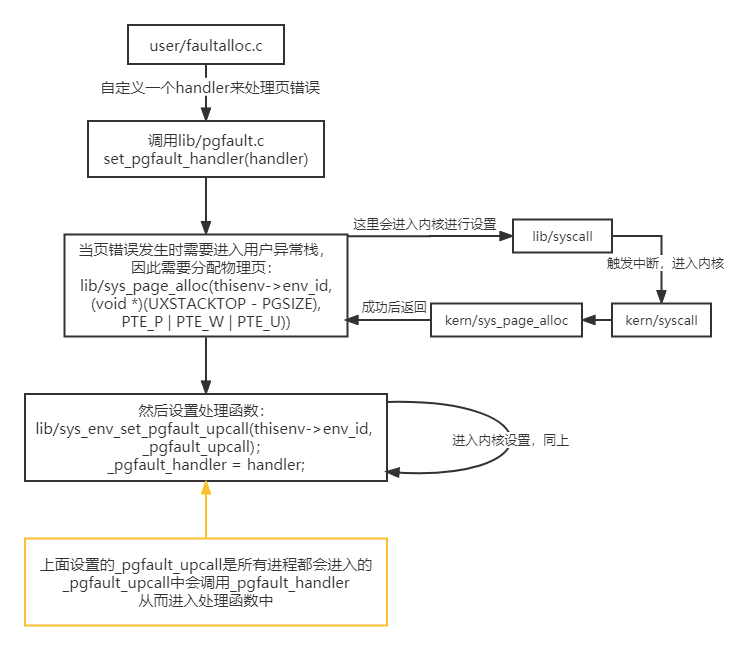 user/faultalloc.c
自定义一个handler来处理页错误
调用lib/pgfault.c
set_pgfault_handler(handler)
这里会进入内核进行设置
lib/syscall
当页错误发生时需要进入用户异常栈，
因此需要分配物理页：
lib/sys_page_alloc(thisenv->env_id,
(void *)(UXSTACKTOP - PGSIZE),
PTE_P | PTE_W | PTE_U))
触发中断，进入内核
成功后返回
kern/sys_page_alloc
kern/syscall
然后设置处理函数：
lib/sys_env_set_pgfault_upcall(thisenv->env_id,
_pgfault_upcall);
_pgfault_handler = handler;
进入内核设置，同上
上面设置的_pgfault_upcall是所有进程都会进入的
_pgfault_upcall中会调用_pgfault_handler
从而进入处理函数中